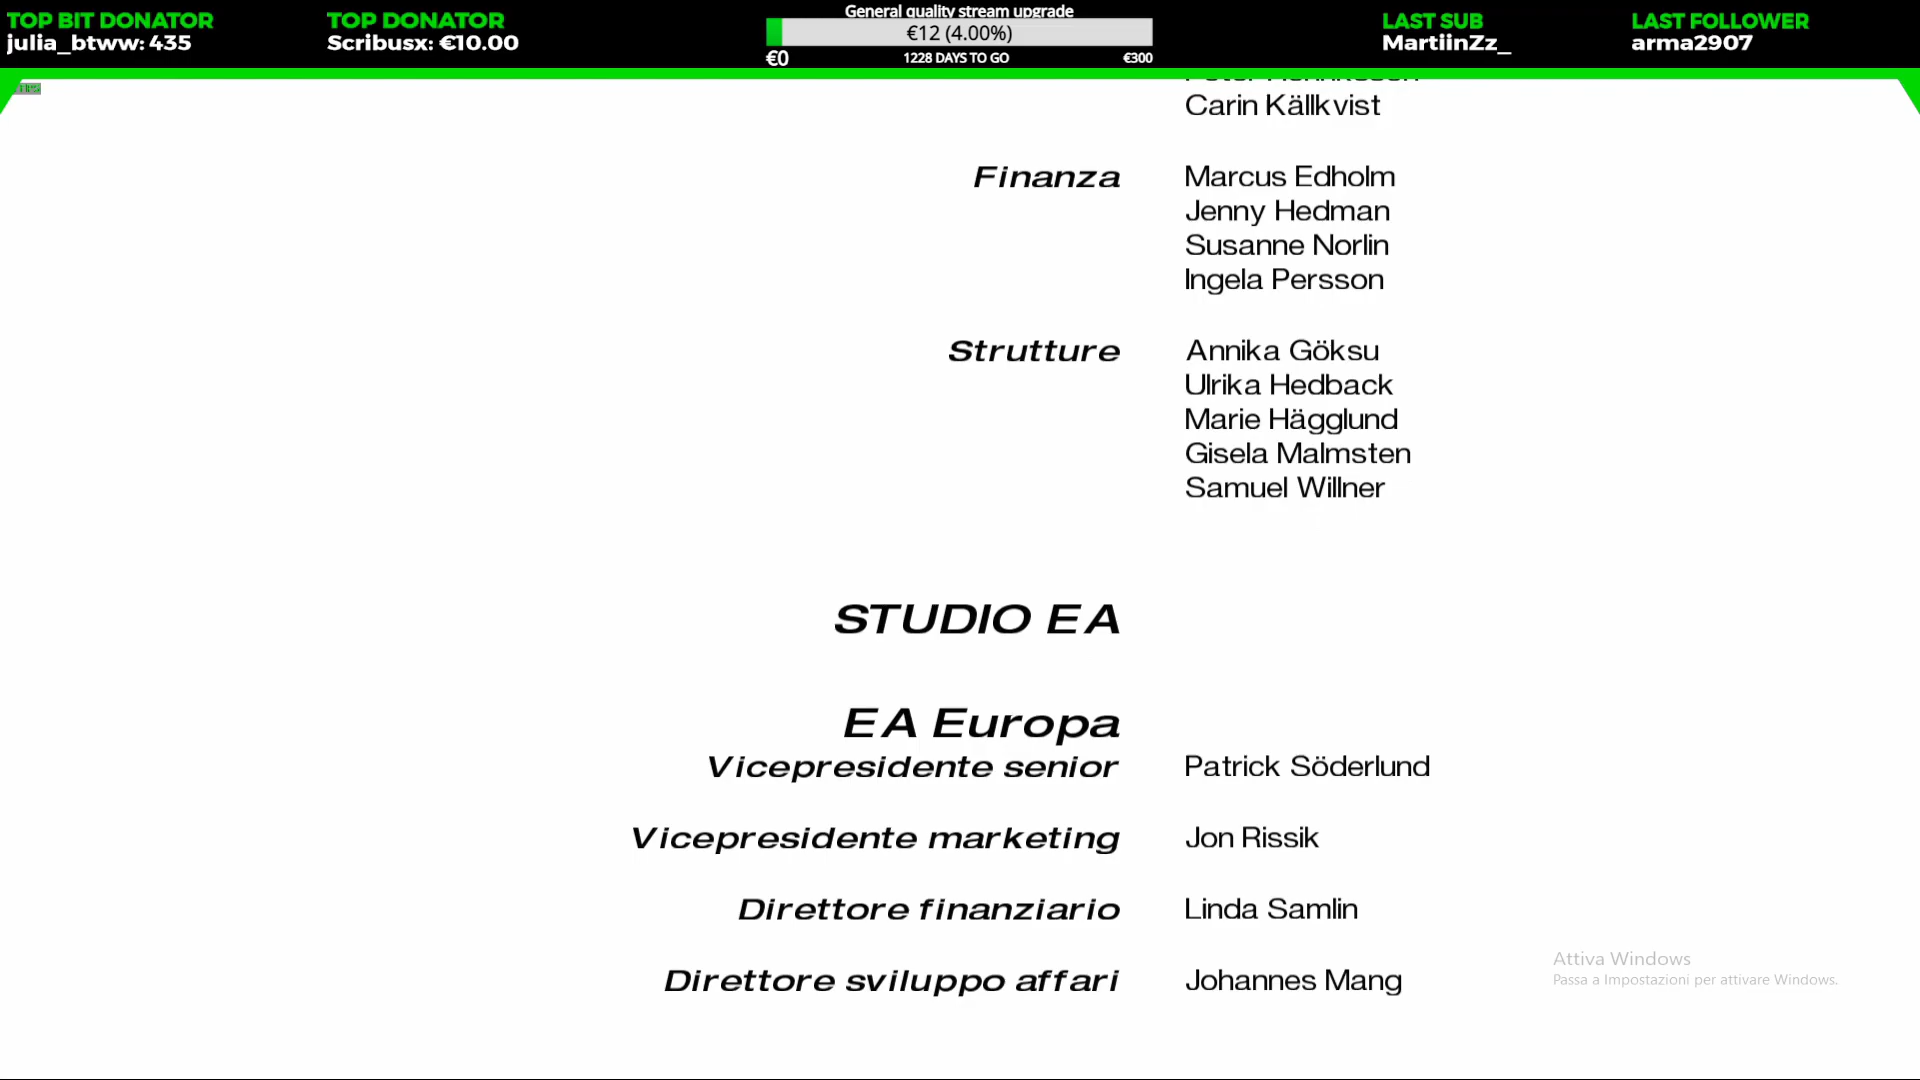 TOP BIT DONATOR
julia_btww: 435
TOP DONATOR
Scribusx: €10.00
General quality stream upgrade
€12 (4.00%)
€0
1228 DAYS TO GO
€300
LAST SUB
MartiinZz_
LAST FOLLOWER
arma2907
Carin Källkvist
Finanza
Marcus Edholm
Jenny Hedman
Susanne Norlin
Ingela Persson
Strutture
Annika Göksu
Ulrika Hedback
Marie Hägglund
Gisela Malmsten
Samuel Willner
STUDIO EA
EA Europa
Vicepresidente senior
Patrick Söderlund
Vicepresidente marketing
Jon Rissik
Direttore finanziario
Linda Samlin
Direttore sviluppo affari
Johannes Mang
Attiva Windows
Passa a Impostazioni per attivare Windows.